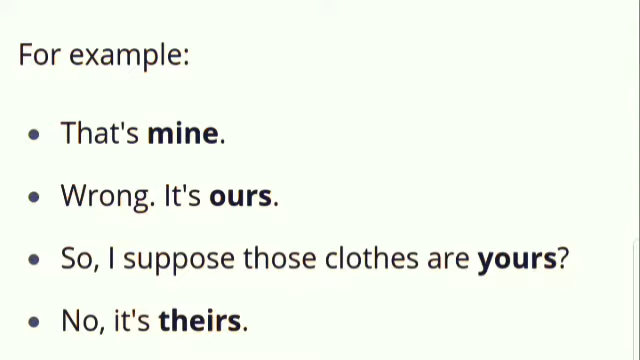 For example:
• That's mine.
• Wrong. It's ours.
• So, I suppose those clothes are yours?
• No, it's theirs.